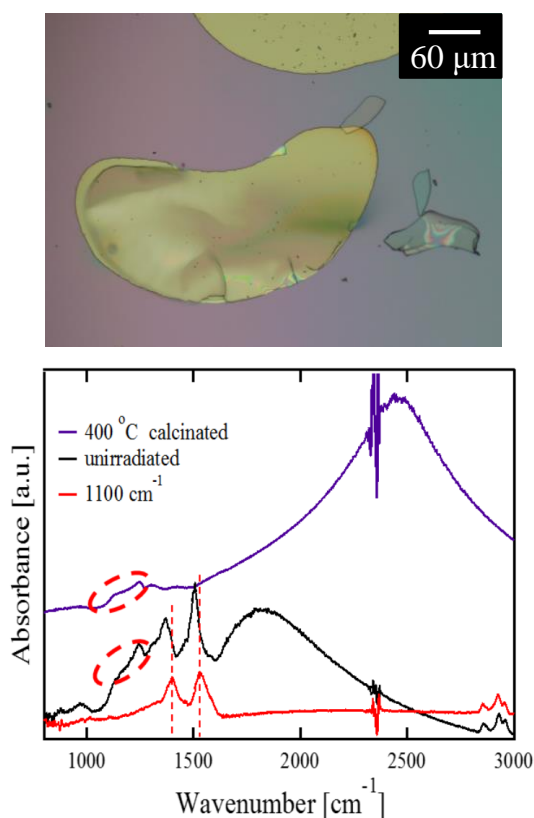 60 μm
400 °C calcinated
unirradiated
1100 cm⁻¹
Absorbance [a.u.]
1000
1500
2000
2500
3000
Wavenumber [cm⁻¹]